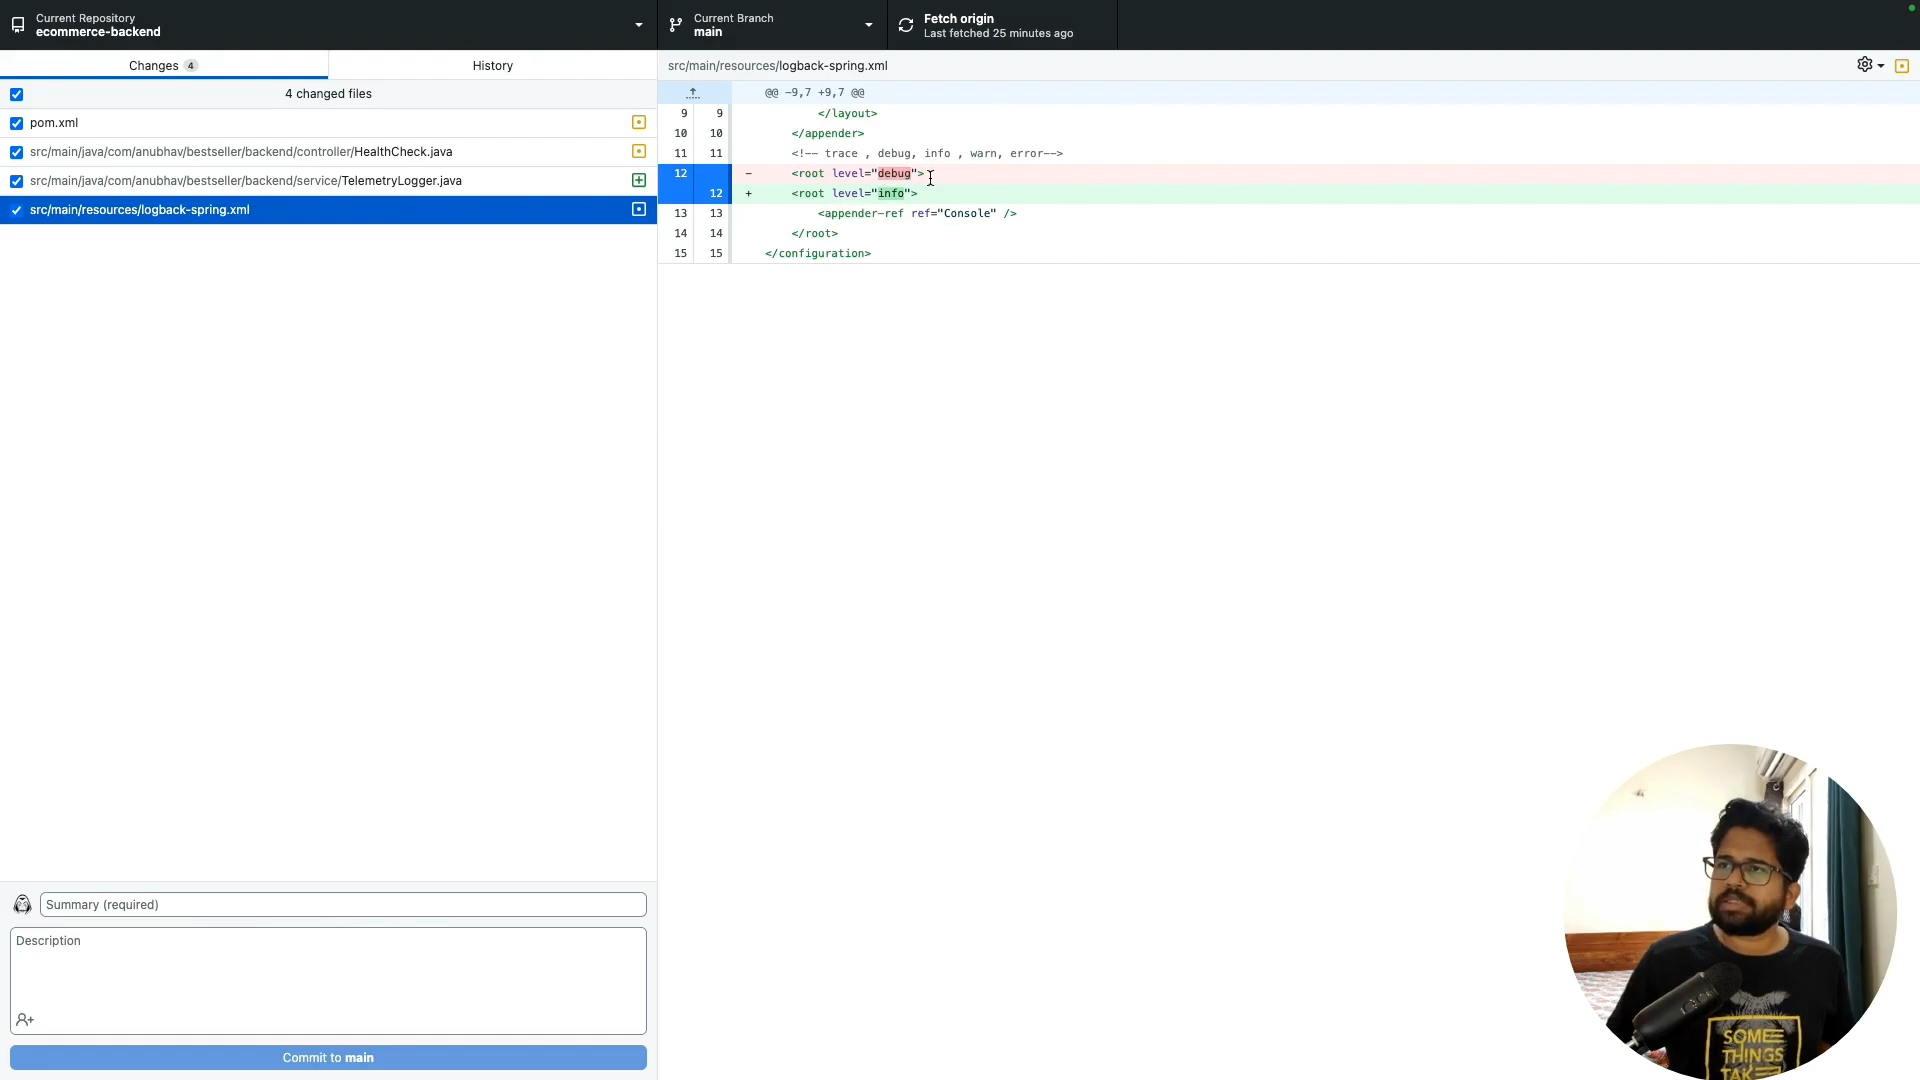 Current Repository
ecommerce-backend
Current Branch
main
Fetch origin
Last fetched 25 minutes ago
Changes 4
History
4 changed files
pom.xml
src/main/java/com/anubhav/bestseller/backend/controller/HealthCheck.java
src/main/java/com/anubhav/bestseller/backend/service/TelemetryLogger.java
src/main/resources/logback-spring.xml
Summary (required)
Description
Commit to main
src/main/resources/logback-spring.xml
@@ -9,7 +9,7 @@
9 9 </layout>
10 10 </appender>
11 11 <!-- trace , debug, info , warn, error-->
12 - <root level="debug">
12 + <root level="info">
13 13 <appender-ref ref="Console" />
14 14 </root>
15 15 </configuration>
SOME
THINGS
TAK